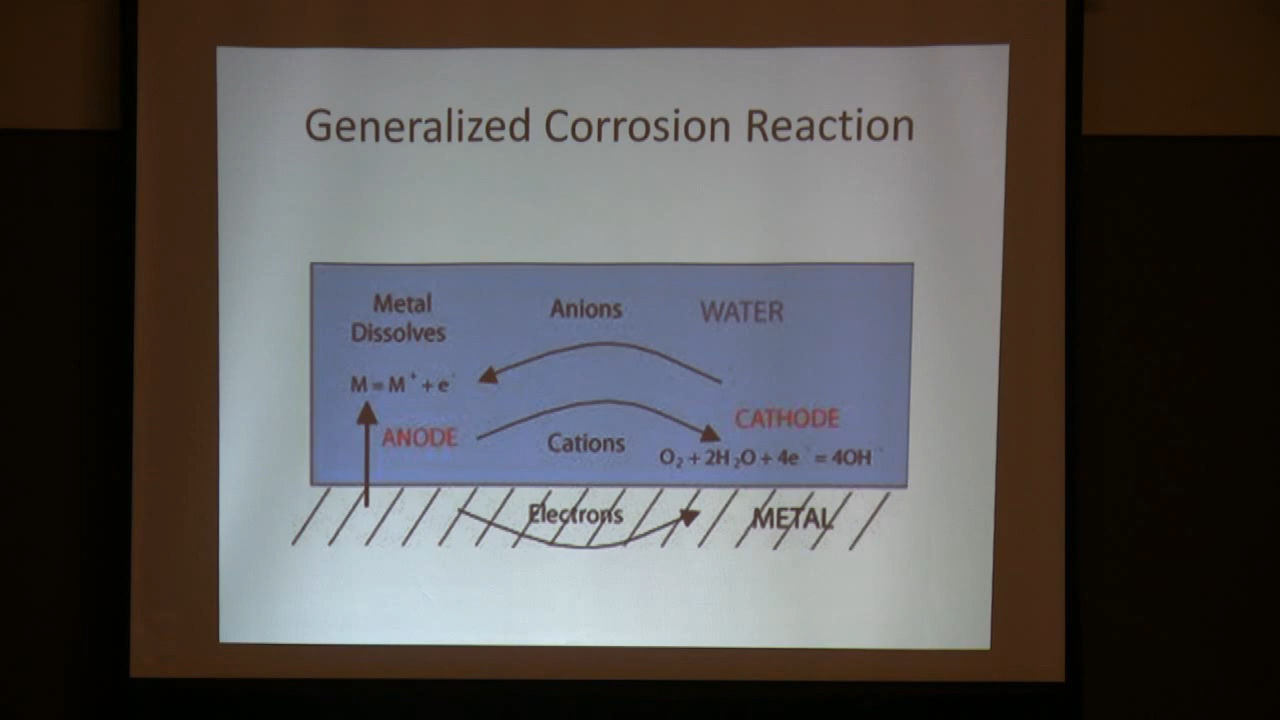 Generalized Corrosion Reaction
Metal
Dissolves
Anions
WATER
M = M⁺ + e⁻
ANODE
Cations
CATHODE
O₂ + 2H₂O + 4e⁻ = 4OH⁻
Electrons
METAL